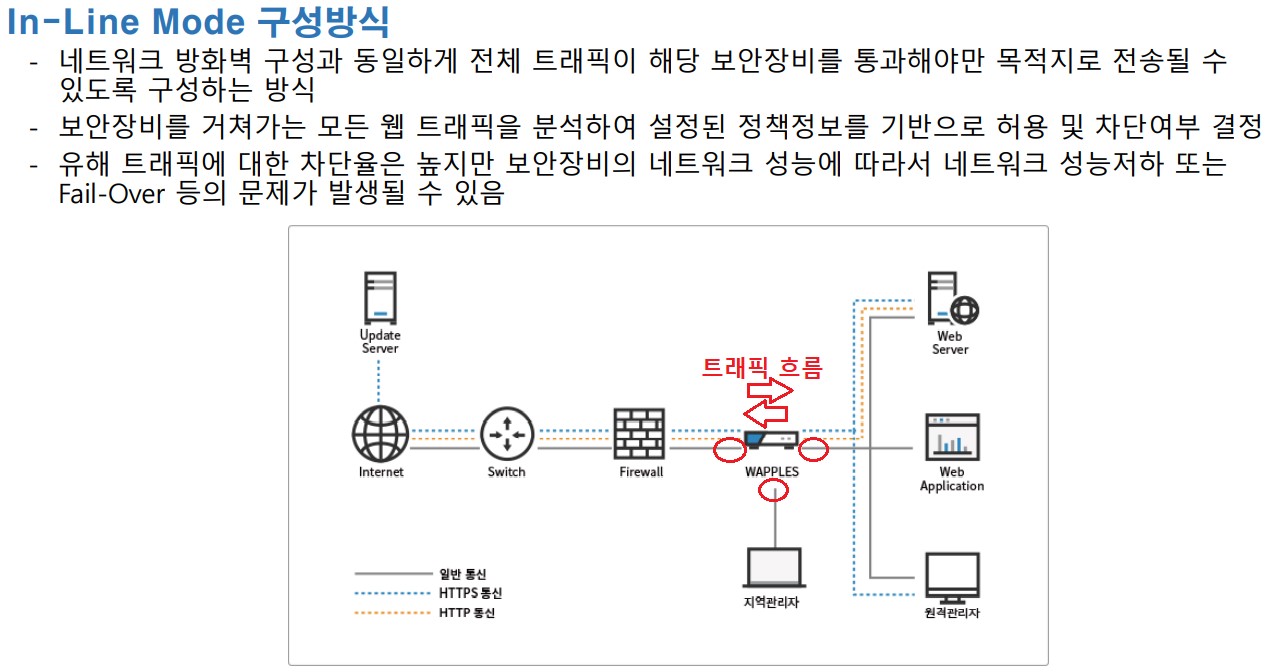 In-Line Mode 구성방식
- 네트워크 방화벽 구성과 동일하게 전체 트래픽이 해당 보안장비를 통과해야만 목적지로 전송될 수
있도록 구성하는 방식
- 보안장비를 거쳐가는 모든 웹 트래픽을 분석하여 설정된 정책정보를 기반으로 허용 및 차단여부 결정
- 유해 트래픽에 대한 차단율은 높지만 보안장비의 네트워크 성능에 따라서 네트워크 성능저하 또는
Fail-Over 등의 문제가 발생될 수 있음
Update
Server
Web
Server
트래픽 흐름
Internet
Switch
Firewall
WAPPLES
Web
Application
일반 통신
HTTPS 통신
HTTP 통신
지역관리자
원격관리자